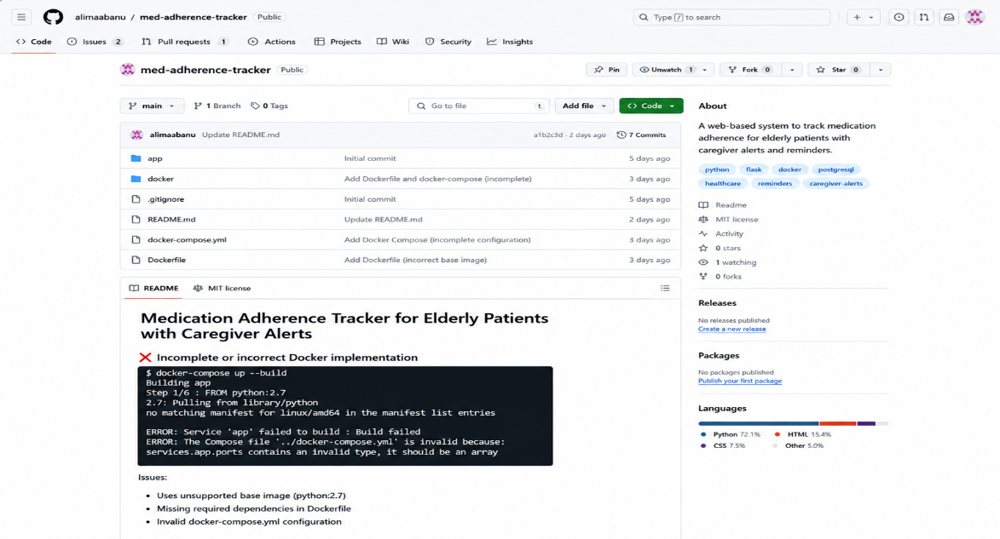 alimaabanu / med-adherence-tracker Public
Type / to search
Code Issues 2 Pull requests 1 Actions Projects Wiki Security Insights
med-adherence-tracker Public
Pin Unwatch 1 Fork 0 Star 0
main 1 Branch 0 Tags Go to file t Add file Code
alimaabanu Update README.md a1b2c3d · 2 days ago 7 Commits
app Initial commit 5 days ago
docker Add Dockerfile and docker-compose (incomplete) 3 days ago
.gitignore Initial commit 5 days ago
README.md Update README.md 2 days ago
docker-compose.yml Add Docker Compose (incomplete configuration) 3 days ago
Dockerfile Add Dockerfile (incorrect base image) 3 days ago
README MIT license
Medication Adherence Tracker for Elderly Patients
with Caregiver Alerts
❌ Incomplete or incorrect Docker implementation
$ docker-compose up --build
Building app
Step 1/6 : FROM python:2.7
2.7: Pulling from library/python
no matching manifest for linux/amd64 in the manifest list entries
ERROR: Service 'app' failed to build : Build failed
ERROR: The Compose file '../docker-compose.yml' is invalid because:
services.app.ports contains an invalid type, it should be an array
Issues:
• Uses unsupported base image (python:2.7)
• Missing required dependencies in Dockerfile
• Invalid docker-compose.yml configuration
About
A web-based system to track medication
adherence for elderly patients with
caregiver alerts and reminders.
python flask docker postgresql
healthcare reminders caregiver-alerts
Readme
MIT license
Activity
0 stars
1 watching
0 forks
Releases
No releases published
Create a new release
Packages
No packages published
Publish your first package
Languages
Python 72.1% HTML 15.4%
CSS 7.5% Other 5.0%